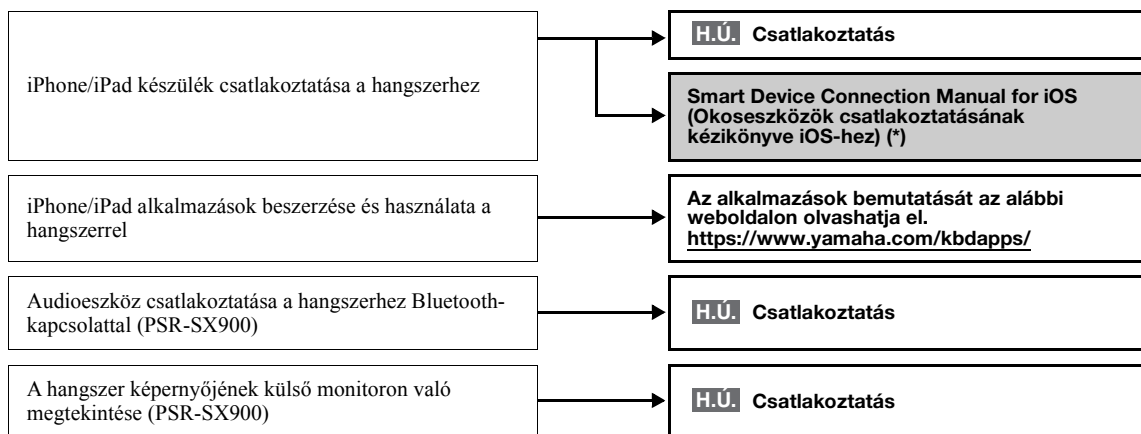 iPhone/iPad készülék csatlakoztatása a hangszerhez
H.Ú. Csatlakoztatás
Smart Device Connection Manual for iOS
(Okoseszközök csatlakoztatásának
kézikönyve iOS-hez) (*)
iPhone/iPad alkalmazások beszerzése és használata a
hangszerrel
Az alkalmazások bemutatását az alábbi
weboldalon olvashatja el.
https://www.yamaha.com/kbdapps/
Audioeszköz csatlakoztatása a hangszerhez Bluetooth-
kapcsolattal (PSR-SX900)
H.Ú. Csatlakoztatás
A hangszer képernyőjének külső monitoron való
megtekintése (PSR-SX900)
H.Ú. Csatlakoztatás